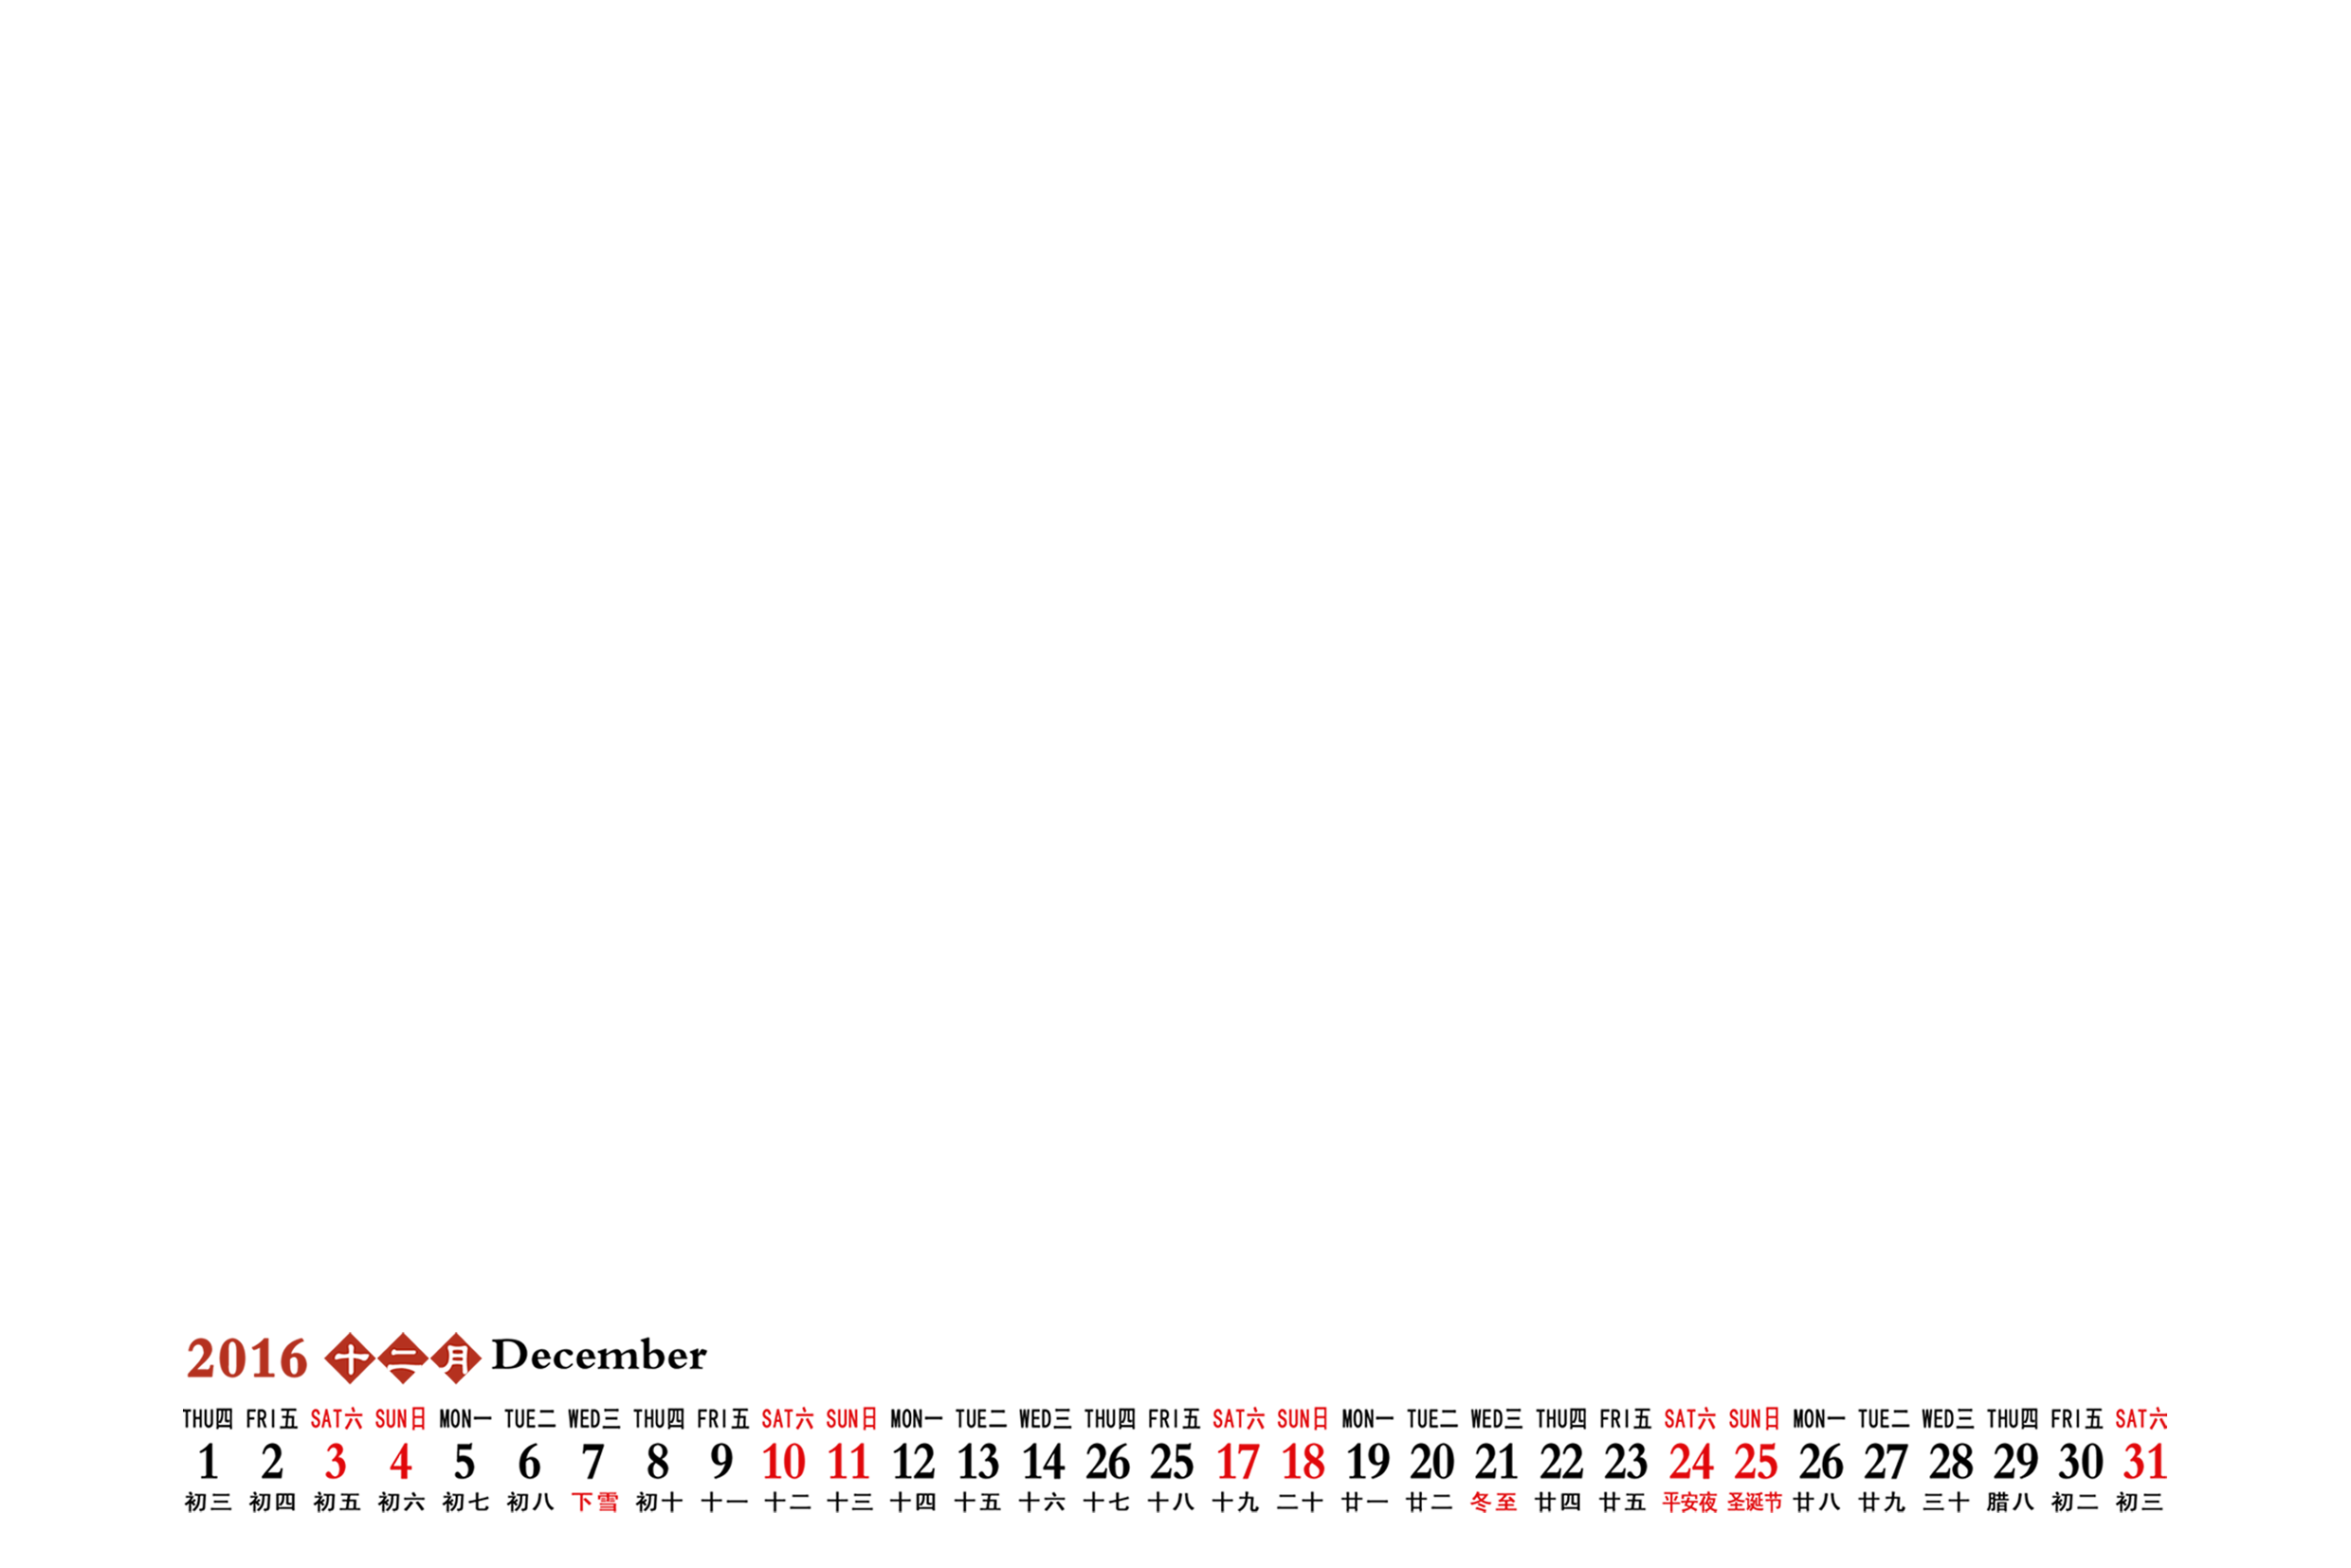 2016 十二月 December
THU四 FRI五 SAT六 SUN日 MON一 TUE二 WED三 THU四 FRI五 SAT六 SUN日 MON一 TUE二 WED三 THU四 FRI五 SAT六 SUN日 MON一 TUE二 WED三 THU四 FRI五 SAT六 SUN日 MON一 TUE二 WED三 THU四 FRI五 SAT六
1 2 3 4 5 6 7 8 9 10 11 12 13 14 26 25 17 18 19 20 21 22 23 24 25 26 27 28 29 30 31
初三 初四 初五 初六 初七 初八 下雪 初十 十一 十二 十三 十四 十五 十六 十七 十八 十九 二十 廿一 廿二 冬至 廿四 廿五 平安夜 圣诞节 廿八 廿九 三十 腊八 初二 初三